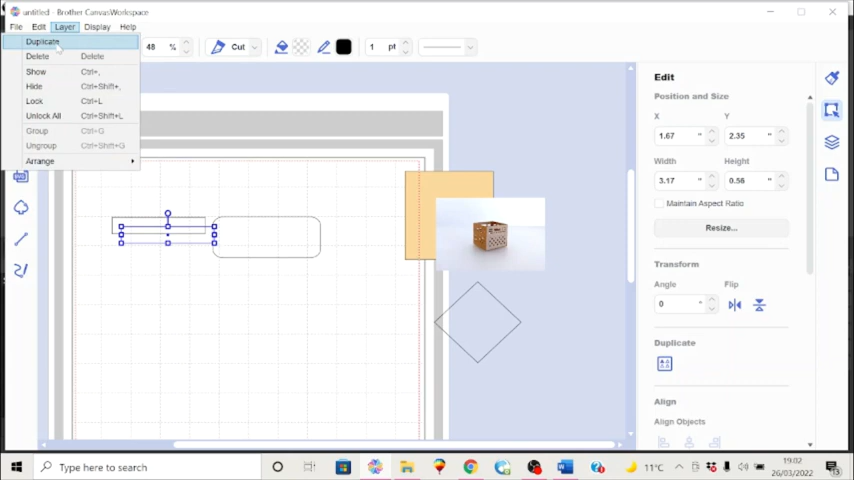 untitled - Brother CanvasWorkspace
File Edit Layer Display Help
Duplicate
Delete Delete
Show Ctrl+,
Hide Ctrl+Shift+,
Lock Ctrl+L
Unlock All Ctrl+Shift+L
Group Ctrl+G
Ungroup Ctrl+Shift+G
Arrange
48 %
Cut
1 pt
Edit
Position and Size
X Y
1.67 " 2.35 "
Width Height
3.17 " 0.56 "
Maintain Aspect Ratio
Resize...
Transform
Angle Flip
0 °
Duplicate
Align
Align Objects
Type here to search
11°C
19.02
26/03/2022